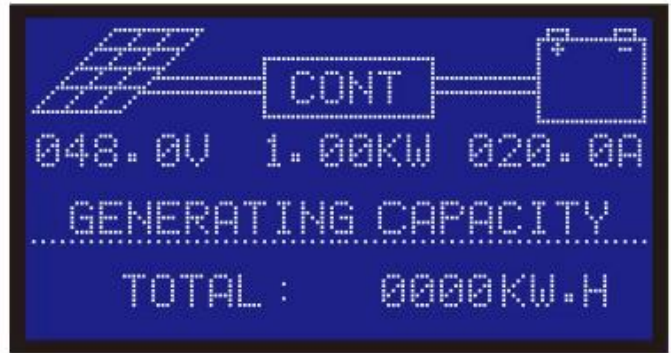 CONT
048.0V 1.00KW 020.0A
GENERATING CAPACITY
TOTAL: 0000KW.H